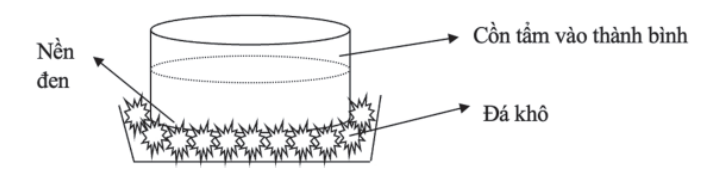 Cồn tẩm vào thành bình
Nền
đen
Đá khô